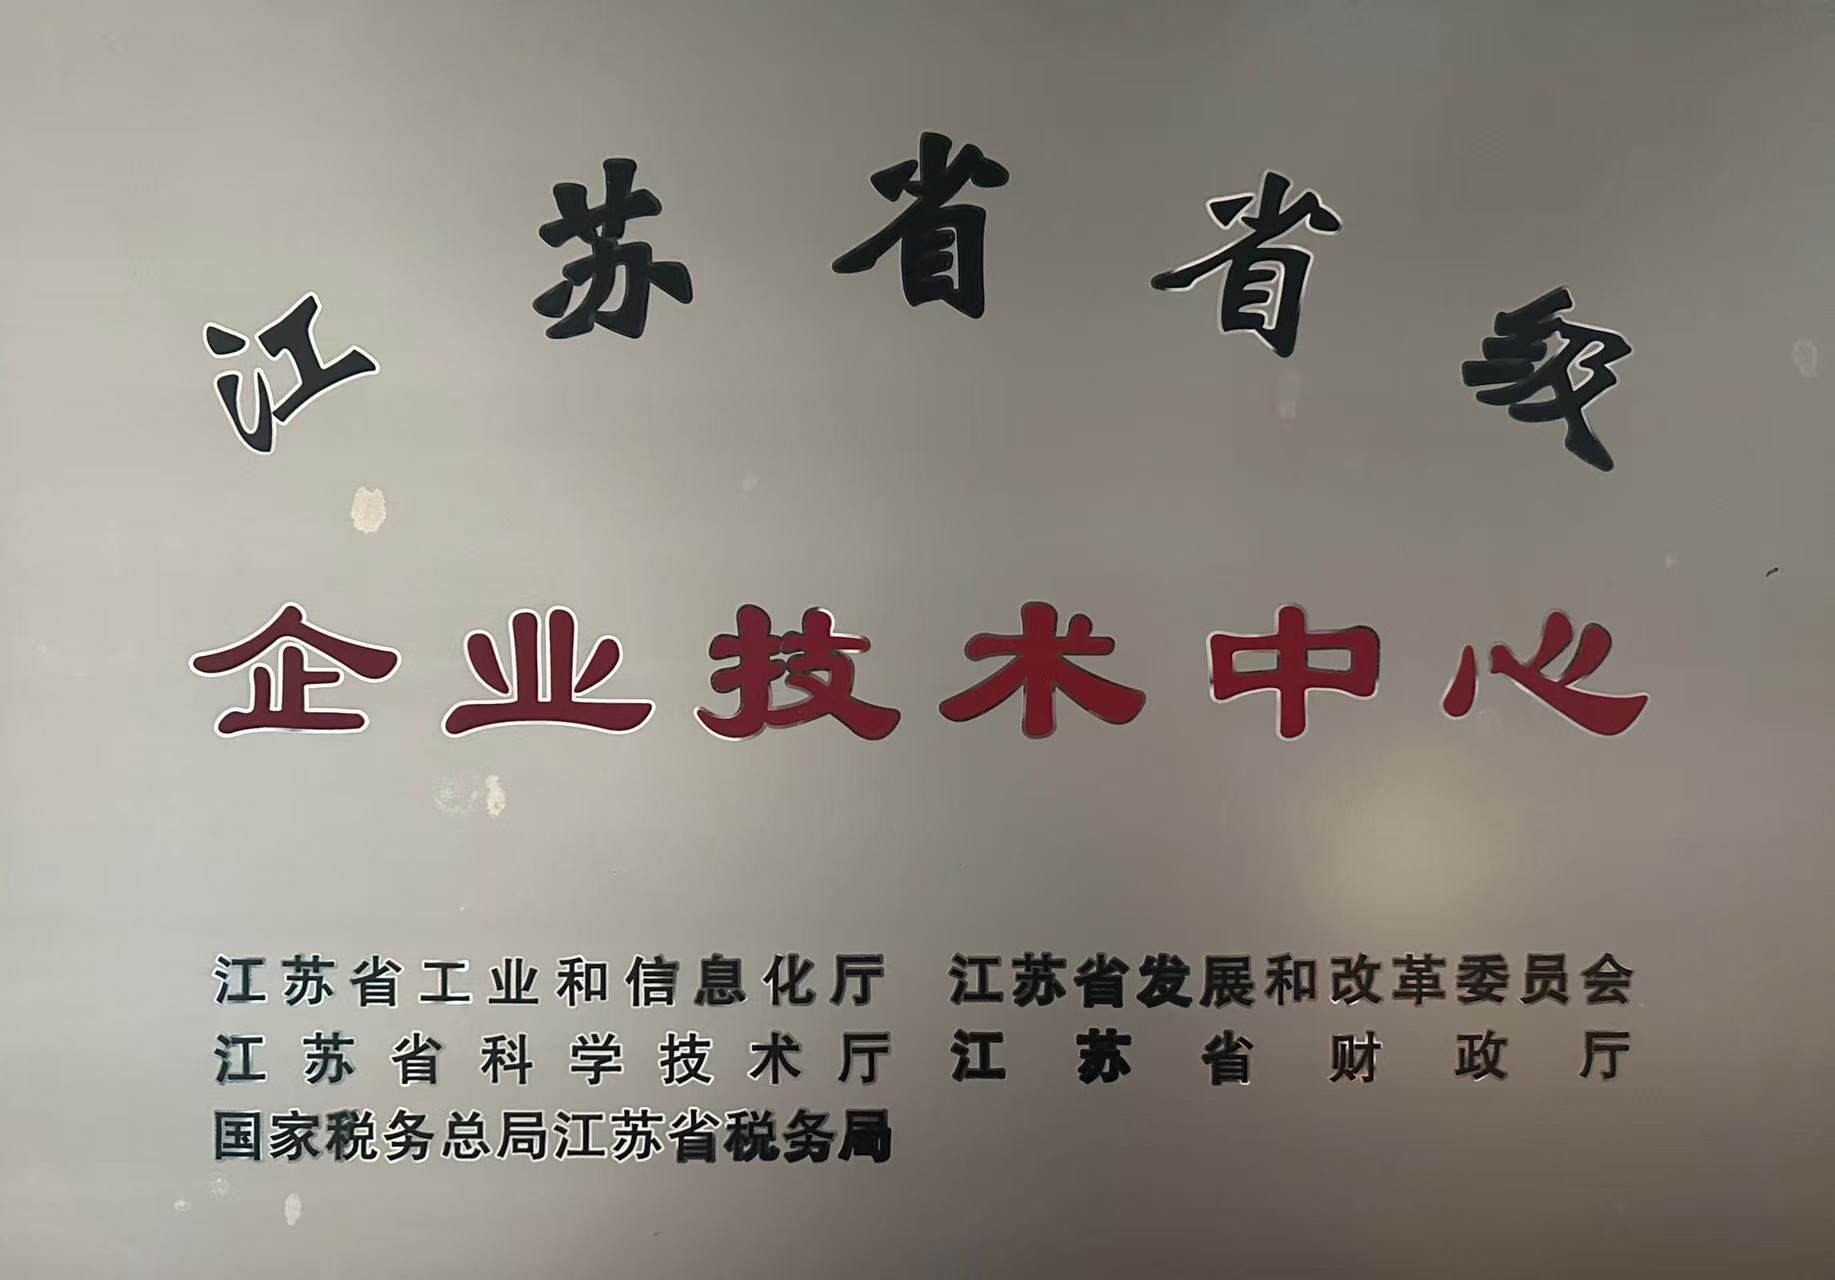 江苏省省级
企业技术中心
江苏省工业和信息化厅 江苏省发展和改革委员会
江苏省科学技术厅 江苏省财政厅
国家税务总局江苏省税务局